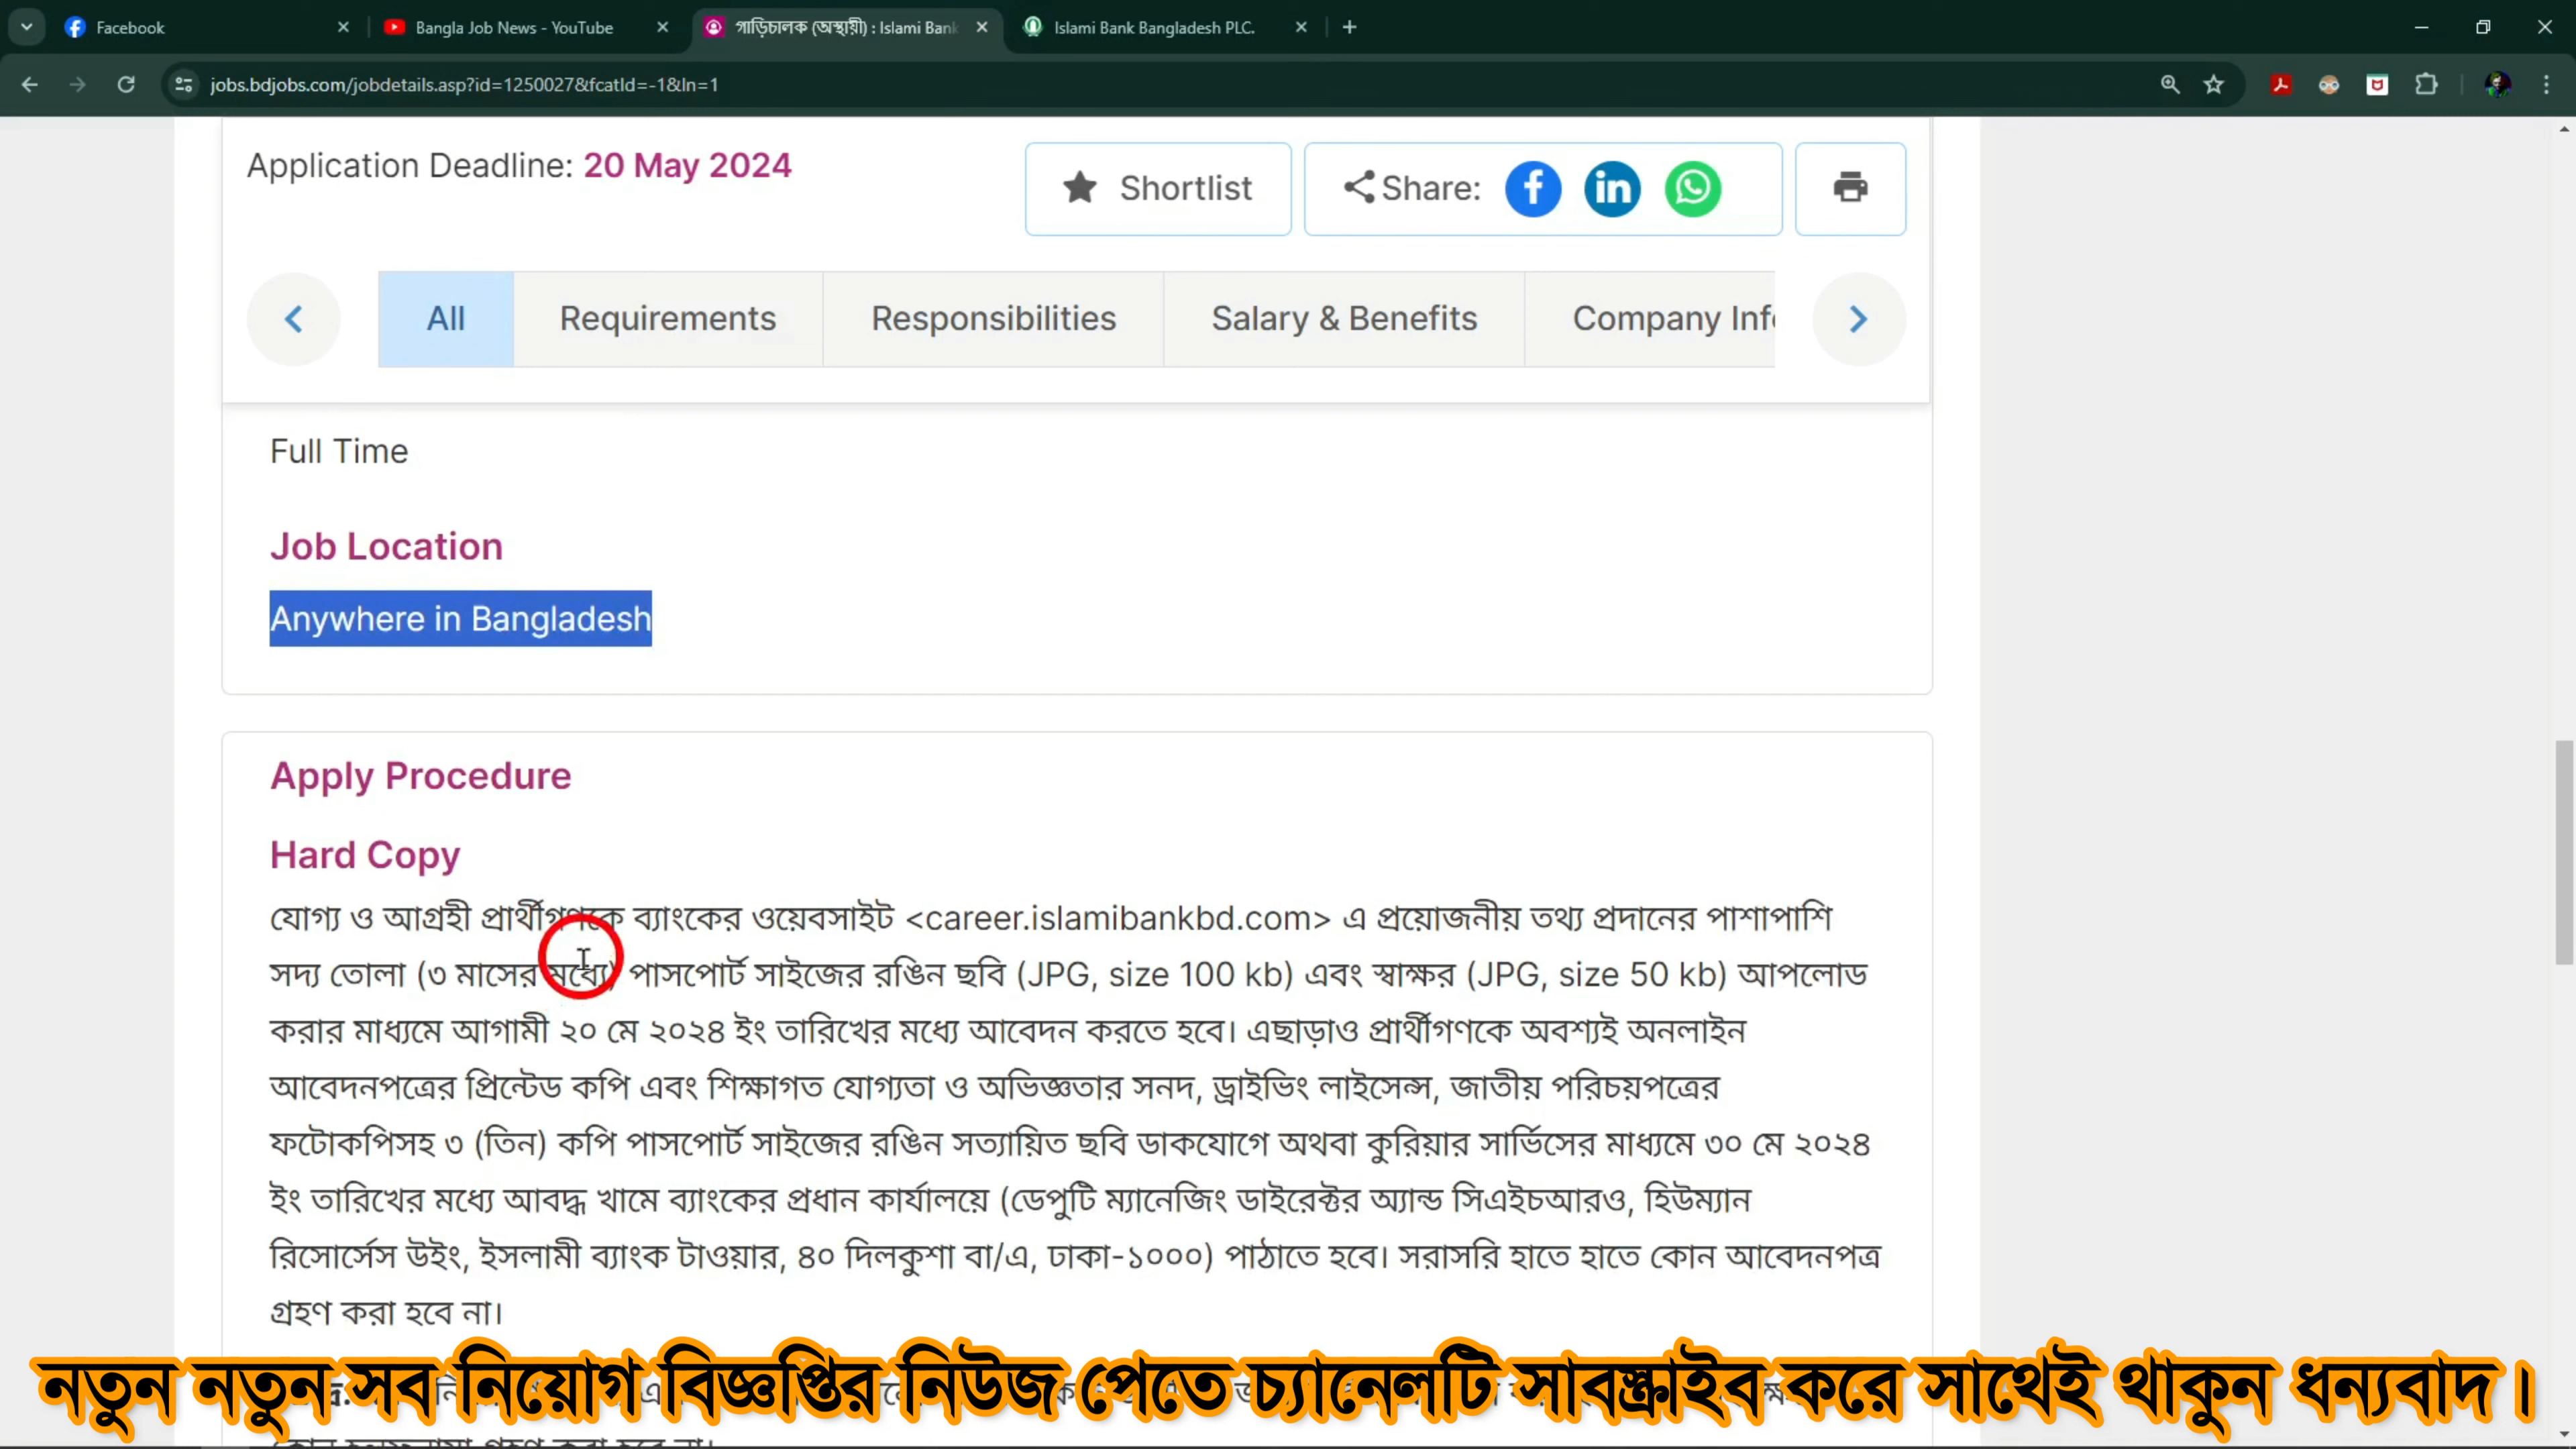 Facebook
Bangla Job News - YouTube
গাড়িচালক (অস্থায়ী) : Islami Bank
Islami Bank Bangladesh PLC.
jobs.bdjobs.com/jobdetails.asp?id=1250027&fcatId=-1&ln=1
Application Deadline: 20 May 2024
Shortlist
Share:
All
Requirements
Responsibilities
Salary & Benefits
Company Info
Full Time
Job Location
Anywhere in Bangladesh
Apply Procedure
Hard Copy
যোগ্য ও আগ্রহী প্রার্থীগণকে ব্যাংকের ওয়েবসাইট <career.islamibankbd.com> এ প্রয়োজনীয় তথ্য প্রদানের পাশাপাশি
সদ্য তোলা (৩ মাসের মধ্যে) পাসপোর্ট সাইজের রঙিন ছবি (JPG, size 100 kb) এবং স্বাক্ষর (JPG, size 50 kb) আপলোড
করার মাধ্যমে আগামী ২০ মে ২০২৪ ইং তারিখের মধ্যে আবেদন করতে হবে। এছাড়াও প্রার্থীগণকে অবশ্যই অনলাইন
আবেদনপত্রের প্রিন্টেড কপি এবং শিক্ষাগত যোগ্যতা ও অভিজ্ঞতার সনদ, ড্রাইভিং লাইসেন্স, জাতীয় পরিচয়পত্রের
ফটোকপিসহ ৩ (তিন) কপি পাসপোর্ট সাইজের রঙিন সত্যায়িত ছবি ডাকযোগে অথবা কুরিয়ার সার্ভিসের মাধ্যমে ৩০ মে ২০২৪
ইং তারিখের মধ্যে আবদ্ধ খামে ব্যাংকের প্রধান কার্যালয়ে (ডেপুটি ম্যানেজিং ডাইরেক্টর অ্যান্ড সিএইচআরও, হিউম্যান
রিসোর্সেস উইং, ইসলামী ব্যাংক টাওয়ার, ৪০ দিলকুশা বা/এ, ঢাকা-১০০০) পাঠাতে হবে। সরাসরি হাতে হাতে কোন আবেদনপত্র
গ্রহণ করা হবে না।
নতুন নতুন সব নিয়োগ বিজ্ঞপ্তির নিউজ পেতে চ্যানেলটি সাবস্ক্রাইব করে সাথেই থাকুন ধন্যবাদ ।